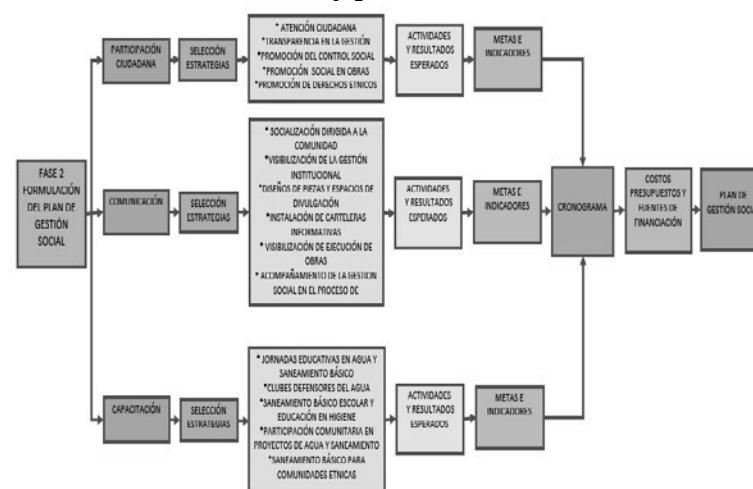 FASE 2
FORMULACIÓN
DEL PLAN DE
GESTIÓN
SOCIAL
PARTICIPACIÓN
CIUDADANA
SELECCIÓN
ESTRATEGIAS
* ATENCIÓN CIUDADANA
*TRANSPARENCIA EN LA GESTIÓN
*PROMOCIÓN DEL CONTROL SOCIAL
*PROMOCIÓN SOCIAL EN OBRAS
*PROMOCIÓN DE DERECHOS ETNICOS
ACTIVIDADES
Y RESULTADOS
ESPERADOS
METAS E
INDICADORES
COMUNICACIÓN
SELECCIÓN
ESTRATEGIAS
* SOCIALIZACIÓN DIRIGIDA A LA
COMUNIDAD
* VISIBILIZACIÓN DE LA GESTIÓN
INSTITUCIONAL
*DISEÑOS DE PIEZAS Y ESPACIOS DE
DIVULGACIÓN
* INSTALACIÓN DE CARTELERAS
INFORMATIVAS
* VISIBILIZACIÓN DE EJECUCIÓN DE
OBRAS
* ACOMPAÑAMIENTO DE LA GESTION
SOCIAL EN EL PROCESO DE
ACTIVIDADES
Y RESULTADOS
ESPERADOS
METAS E
INDICADORES
CRONOGRAMA
COSTOS
PRESUPUESTOS Y
FUENTES DE
FINANCIACIÓN
PLAN DE
GESTIÓN SOCIAL
CAPACITACIÓN
SELECCIÓN
ESTRATEGIAS
* JORNADAS EDUCATIVAS EN AGUA Y
SANEAMIENTO BÁSICO
*CLUBES DEFENSORES DEL AGUA
*SANEAMIENTO BÁSICO ESCOLAR Y
EDUCACIÓN EN HIGIENE
* PARTICIPACIÓN COMUNITARIA EN
PROYECTOS DE AGUA Y SANEAMIENTO
*SANEAMIENTO BÁSICO PARA
COMUNIDADES ETNICAS
ACTIVIDADES
Y RESULTADOS
ESPERADOS
METAS E
INDICADORES